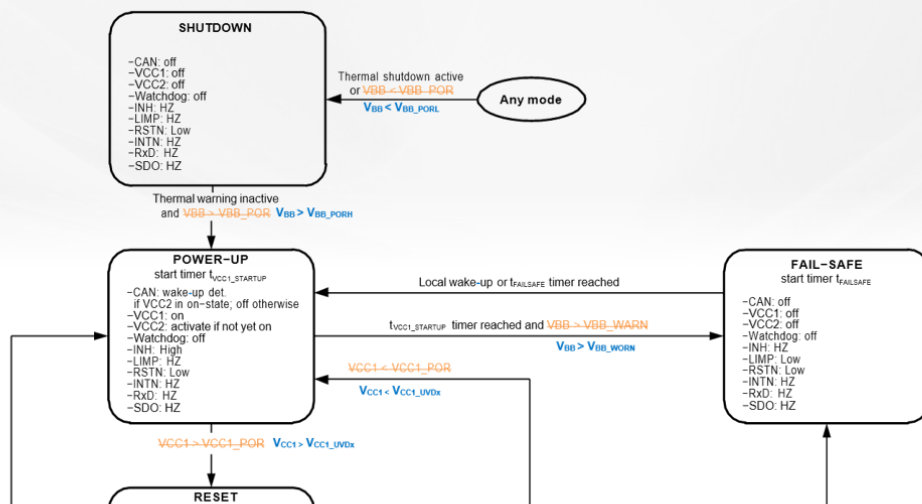 SHUTDOWN
–CAN: off
–VCC1: off
–VCC2: off
–Watchdog: off
–INH: HZ
–LIMP: HZ
–RSTN: Low
–INTN: HZ
–RxD: HZ
–SDO: HZ
Thermal shutdown active
or VBB < VBB_POR
VBB < VBB_PORL
Any mode
Thermal warning inactive
and VBB > VBB_POR VBB > VBB_PORH
POWER–UP
start timer tVCC1_STARTUP
–CAN: wake-up det.
if VCC2 in on-state; off otherwise
–VCC1: on
–VCC2: activate if not yet on
–Watchdog: off
–INH: High
–LIMP: HZ
–RSTN: Low
–INTN: HZ
–RxD: HZ
–SDO: HZ
Local wake-up or tFAILSAFE timer reached
tVCC1_STARTUP timer reached and VBB > VBB_WARN
VBB > VBB_WORN
VCC1 < VCC1_POR
VCC1 < VCC1_UVDx
FAIL–SAFE
start timer tFAILSAFE
–CAN: off
–VCC1: off
–VCC2: off
–Watchdog: off
–INH: HZ
–LIMP: Low
–RSTN: Low
–INTN: HZ
–RxD: HZ
–SDO: HZ
VCC1 > VCC1_POR VCC1 > VCC1_UVDx
RESET